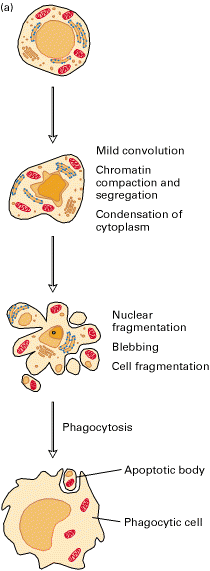 (a)
Mild convolution
Chromatin
compaction and
segregation
Condensation of
cytoplasm
Nuclear
fragmentation
Blebbing
Cell fragmentation
Phagocytosis
Apoptotic body
Phagocytic cell